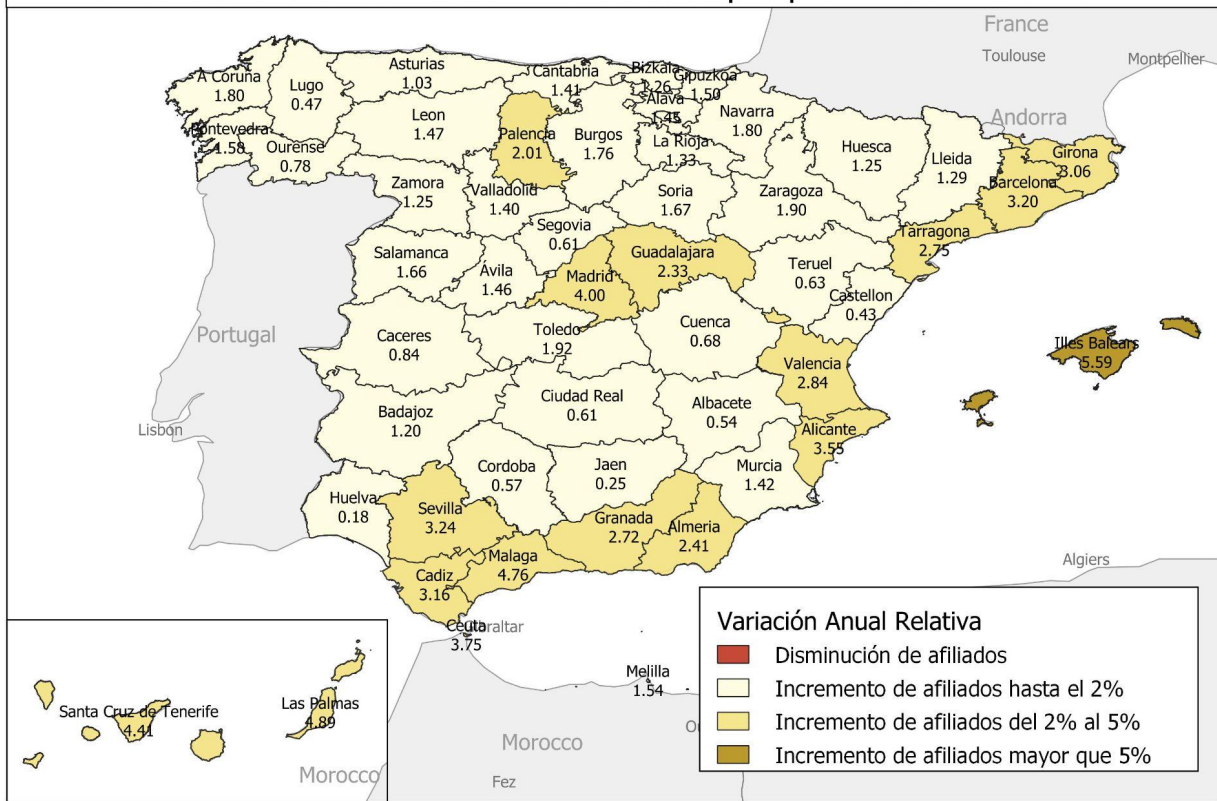 France
Toulouse
Montpellier
Andorra
Portugal
Lisbon
Gibraltar
Algiers
Morocco
Fez
Morocco
A Coruña
1.80
Lugo
0.47
Asturias
1.03
Cantabria
1.41
Bizkaia
1.26
Gipuzkoa
1.50
Alava
1.45
Navarra
1.80
Pontevedra
1.58
Ourense
0.78
Leon
1.47
Palencia
2.01
Burgos
1.76
La Rioja
1.33
Huesca
1.25
Lleida
1.29
Girona
3.06
Barcelona
3.20
Tarragona
2.75
Zamora
1.25
Valladolid
1.40
Soria
1.67
Zaragoza
1.90
Segovia
0.61
Salamanca
1.66
Avila
1.46
Madrid
4.00
Guadalajara
2.33
Teruel
0.63
Castellon
0.43
Caceres
0.84
Toledo
1.92
Cuenca
0.68
Valencia
2.84
Illes Balears
5.59
Badajoz
1.20
Ciudad Real
0.61
Albacete
0.54
Alicante
3.55
Huelva
0.18
Sevilla
3.24
Cordoba
0.57
Jaen
0.25
Murcia
1.42
Granada
2.72
Almeria
2.41
Cadiz
3.16
Malaga
4.76
Ceuta
3.75
Melilla
1.54
Santa Cruz de Tenerife
4.41
Las Palmas
4.89
Variación Anual Relativa
Disminución de afiliados
Incremento de afiliados hasta el 2%
Incremento de afiliados del 2% al 5%
Incremento de afiliados mayor que 5%